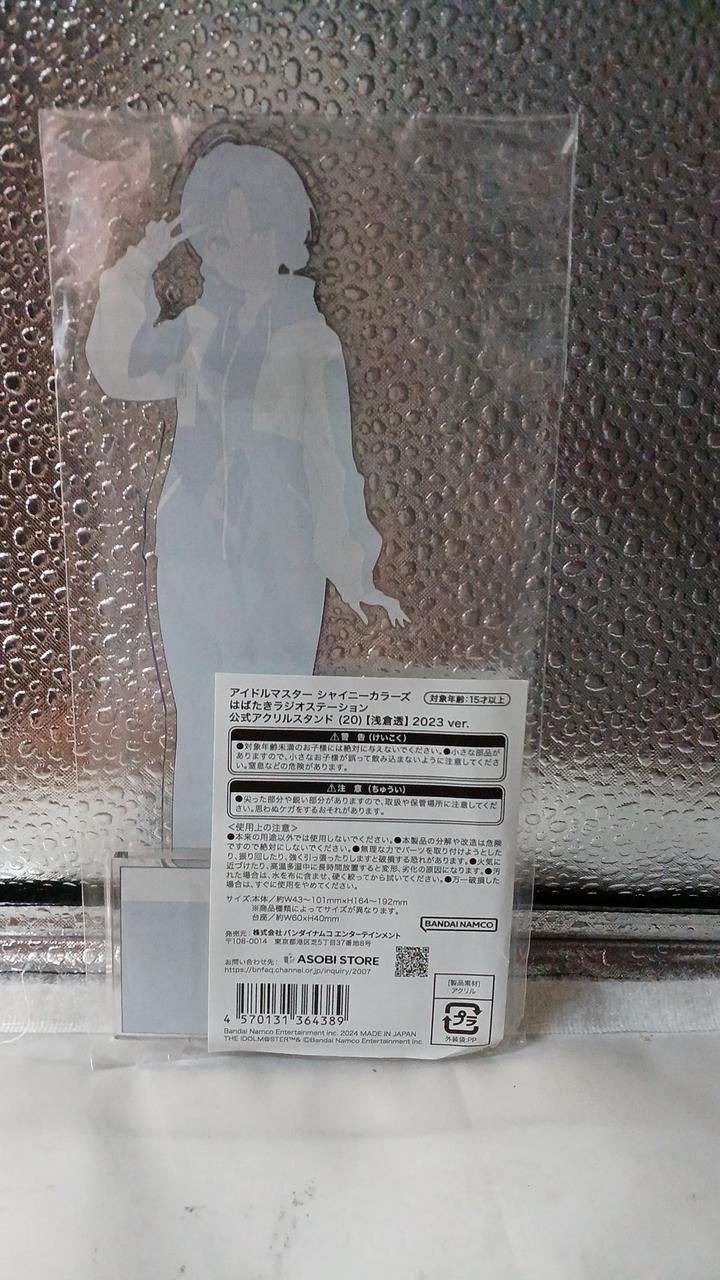 アイドルマスター シャイニーカラーズ
対象年齢:15才以上
はばたきラジオステーション
公式アクリルスタンド (20)【浅倉透】2023 ver.
⚠警 告 (けいこく)
●対象年齢未満のお子様には絶対に与えないでください。●小さな部品が
ありますので、小さなお子様が誤って飲み込まないように注意してくださ
い。窒息などの危険があります。
⚠注 意 (ちゅうい)
●尖った部分や鋭い部分がありますので、取扱や保管場所に注意してくだ
さい。思わぬケガをするおそれがあります。
＜使用上の注意＞
●本来の用途以外では使用しないでください。●本製品の分解や改造は危険
ですので絶対にしないでください。●無理な力でパーツを取り付けようとした
り、振り回したり、強く引っ張ったりしますと破損する恐れがあります。●火気に
近づけたり、高温多湿中に長時間放置すると変形、劣化の原因になります。●汚
れた場合は、水を布に含ませ、硬く絞ってから拭いてください。●万一破損した
場合は、すぐに使用をやめてください。
サイズ:本体／約W43～101mm×H164～192mm
※商品種類によってサイズが異なります。
台座／約W60×H40mm
BANDAI NAMCO
発売元: 株式会社 バンダイナムコ エンターテインメント
〒108-0014 東京都港区芝5丁目37番地8号
お問い合わせ先: ASOBI STORE
https://bnfaq.channel.or.jp/inquiry/2007
[製品素材]
アクリル
プラ
外装袋:PP
4 570131 364389
Bandai Namco Entertainment Inc. 2024 MADE IN JAPAN
THE IDOLM@STER™& ©Bandai Namco Entertainment Inc.